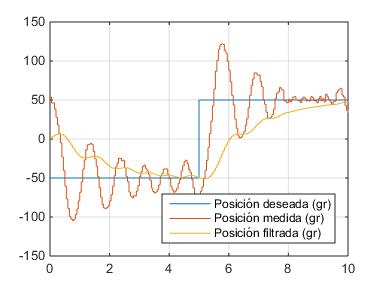 150
100
50
0
-50
-100
-150
Posición deseada (gr)
Posición medida (gr)
Posición filtrada (gr)
0 2 4 6 8 10